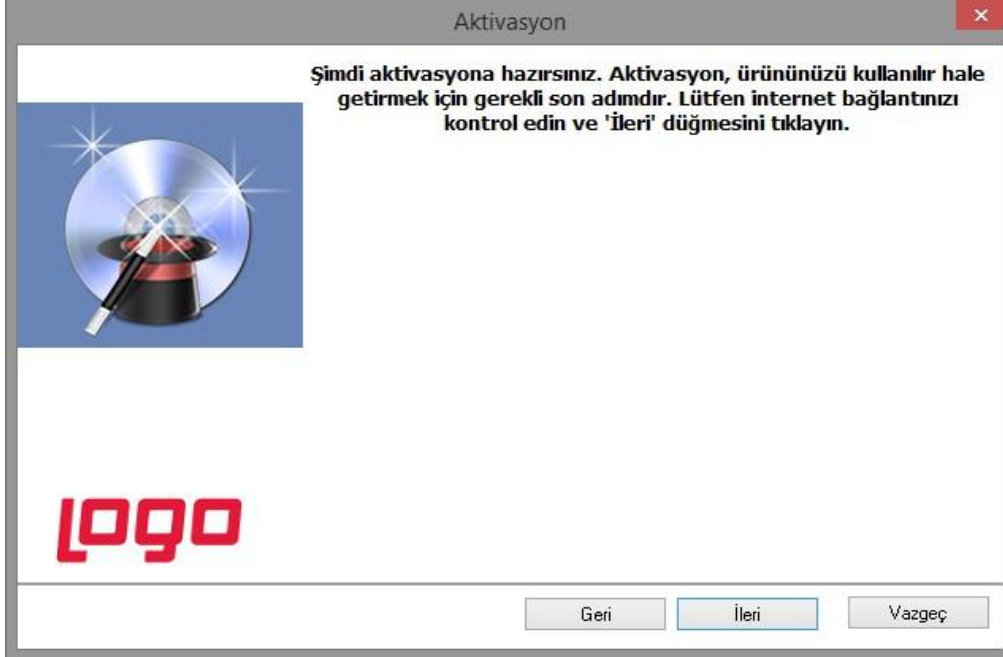 Aktivasyon
Şimdi aktivasyona hazırsınız. Aktivasyon, ürününüzü kullanılır hale
getirmek için gerekli son adımdır. Lütfen internet bağlantınızı
kontrol edin ve 'İleri' düğmesini tıklayın.
LOGO
Geri
İleri
Vazgeç